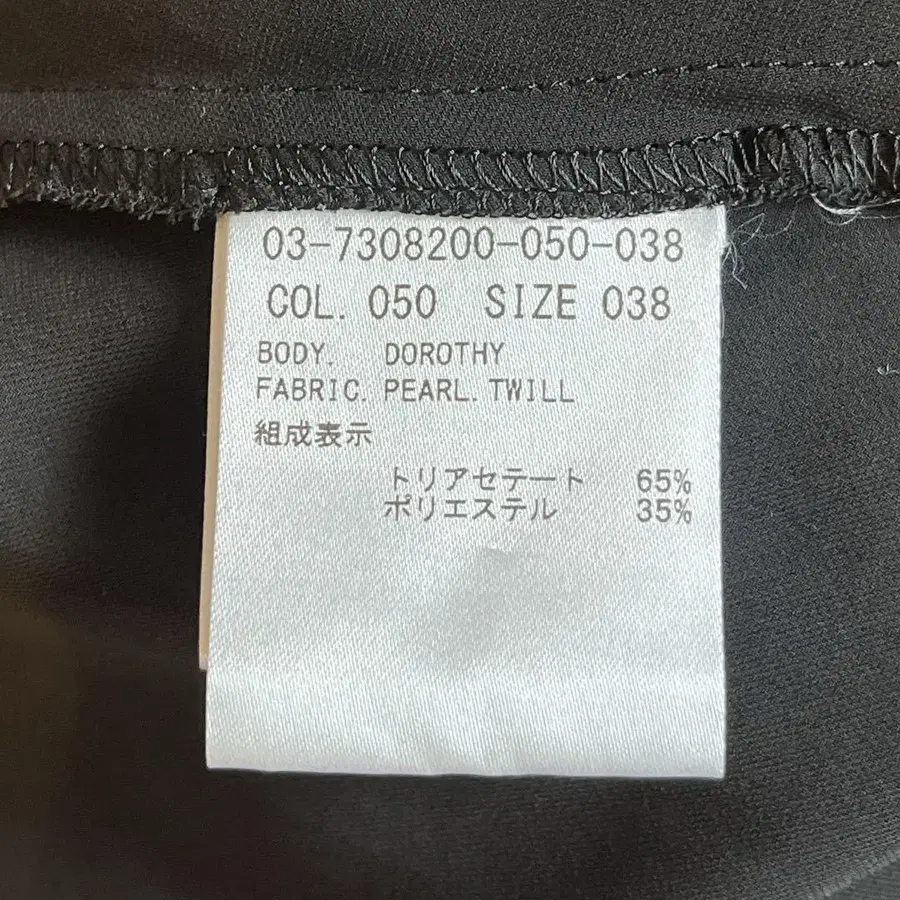 03-7308200-050-038
COL. 050 SIZE 038
BODY. DOROTHY
FABRIC. PEARL. TWILL
組成表示
トリアセテート 65%
ポリエステル 35%